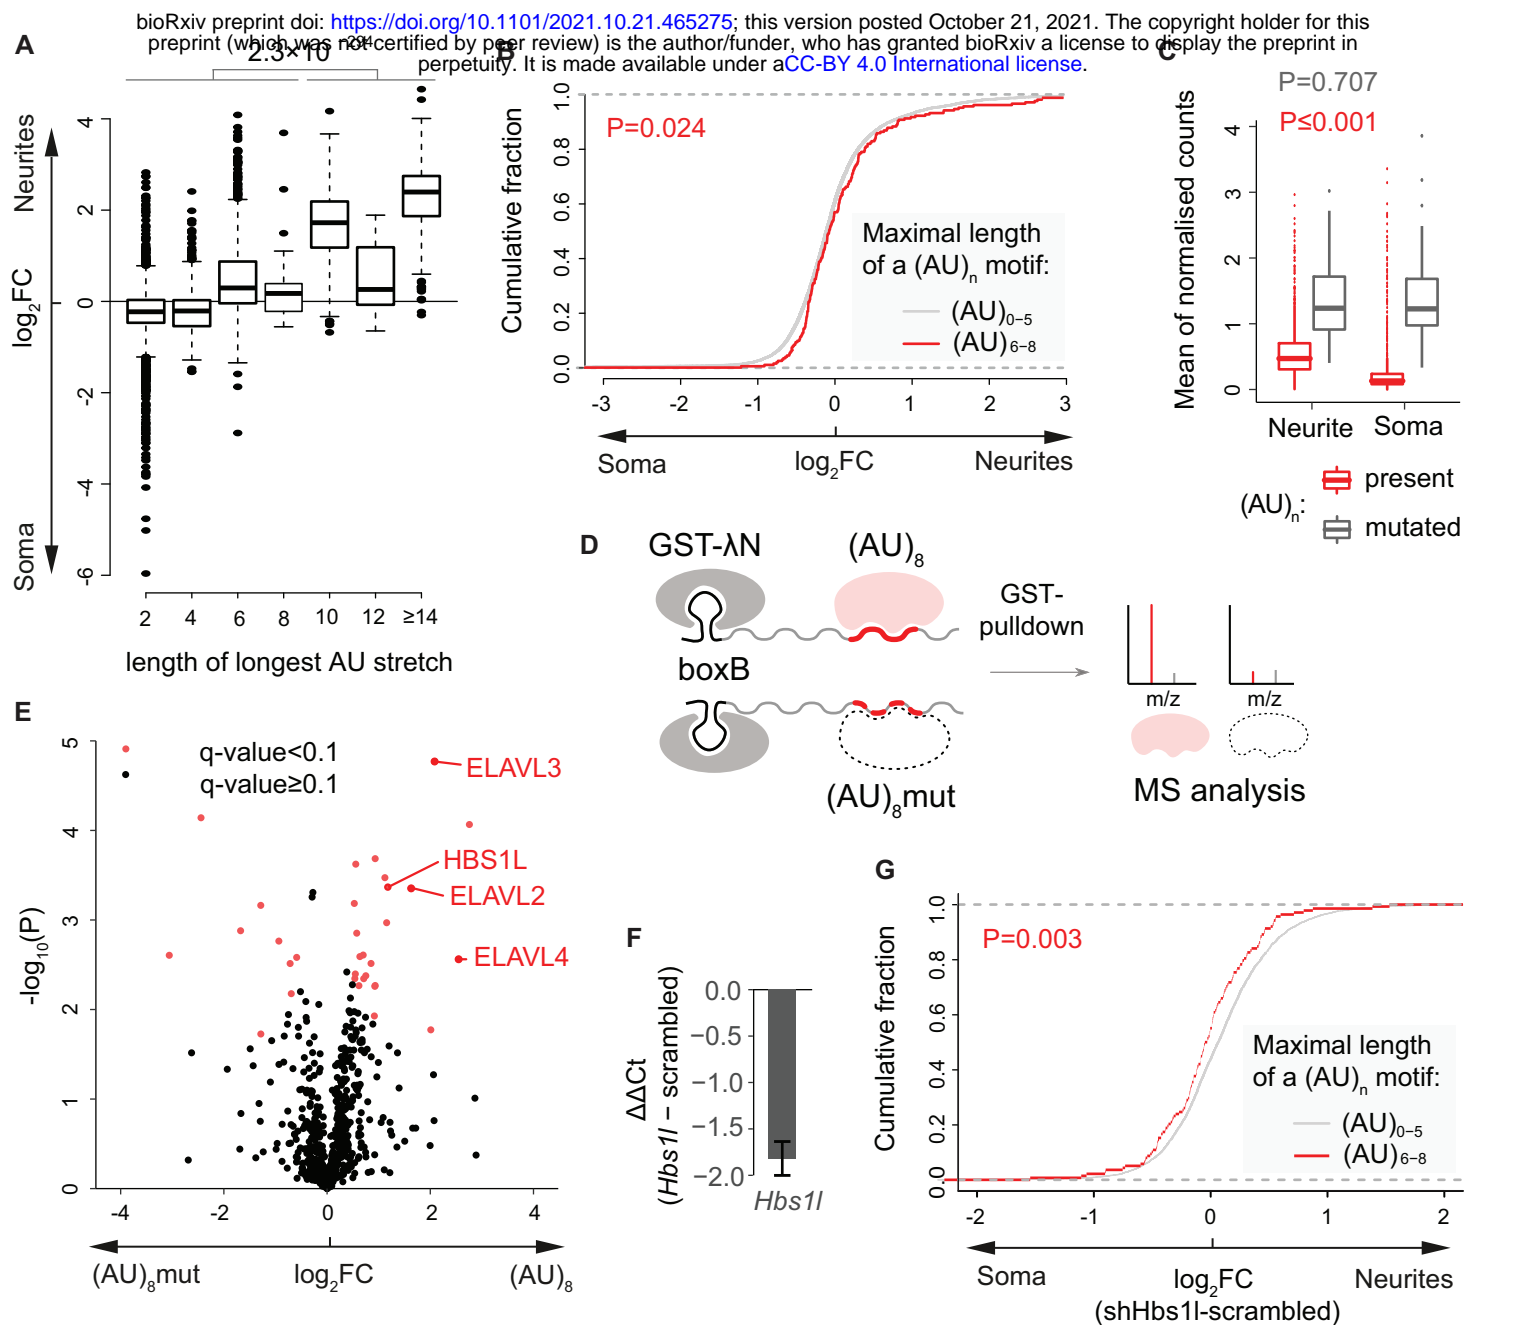 bioRxiv preprint doi: https://doi.org/10.1101/2021.10.21.465275; this version posted October 21, 2021. The copyright holder for this
preprint (which was not certified by peer review) is the author/funder, who has granted bioRxiv a license to display the preprint in
perpetuity. It is made available under aCC-BY 4.0 International license.
A
2.3×10⁻²⁹⁴
Neurites
log₂FC
Soma
4
2
0
-2
-4
-6
2 4 6 8 10 12 ≥14
length of longest AU stretch
B
P=0.024
Cumulative fraction
1.0
0.8
0.6
0.4
0.2
0.0
Maximal length
of a (AU)ₙ motif:
(AU)₀₋₅
(AU)₆₋₈
-3 -2 -1 0 1 2 3
Soma log₂FC Neurites
C
P=0.707
P≤0.001
Mean of normalised counts
4
3
2
1
0
Neurite Soma
(AU)ₙ:
present
mutated
D
GST-λN
(AU)₈
boxB
GST-
pulldown
(AU)₈mut
m/z m/z
MS analysis
E
q-value<0.1
q-value≥0.1
ELAVL3
HBS1L
ELAVL2
ELAVL4
-log₁₀(P)
5
4
3
2
1
0
-4 -2 0 2 4
(AU)₈mut log₂FC (AU)₈
F
ΔΔCt
(Hbs1l − scrambled)
0.0
−0.5
−1.0
−1.5
−2.0
Hbs1l
G
P=0.003
Cumulative fraction
1.0
0.8
0.6
0.4
0.2
0.0
Maximal length
of a (AU)ₙ motif:
(AU)₀₋₅
(AU)₆₋₈
-2 -1 0 1 2
Soma log₂FC Neurites
(shHbs1l-scrambled)